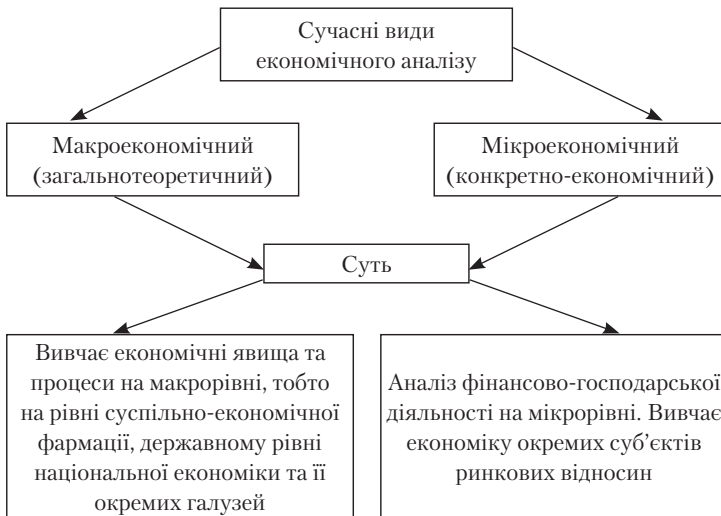 Сучасні види
економічного аналізу
Макроекономічний
(загальнотеоретичний)
Мікроекономічний
(конкретно-економічний)
Суть
Вивчає економічні явища та
процеси на макрорівні, тобто
на рівні суспільно-економічної
фармації, державному рівні
національної економіки та її
окремих галузей
Аналіз фінансово-господарської
діяльності на мікрорівні. Вивчає
економіку окремих суб’єктів
ринкових відносин